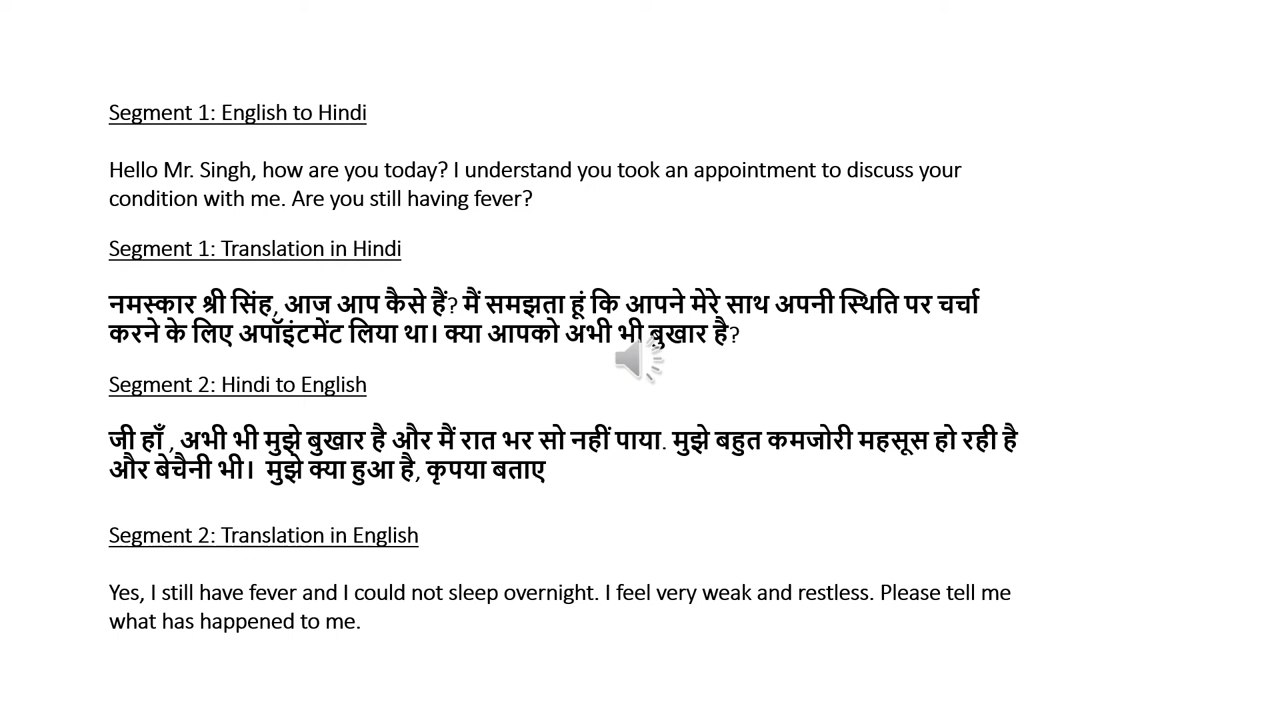 Segment 1: English to Hindi
Hello Mr. Singh, how are you today? I understand you took an appointment to discuss your
condition with me. Are you still having fever?
Segment 1: Translation in Hindi
नमस्कार श्री सिंह, आज आप कैसे हैं? मैं समझता हूं कि आपने मेरे साथ अपनी स्थिति पर चर्चा
करने के लिए अपॉइंटमेंट लिया था। क्या आपको अभी भी बुखार है?
Segment 2: Hindi to English
जी हाँ , अभी भी मुझे बुखार है और मैं रात भर सो नहीं पाया. मुझे बहुत कमजोरी महसूस हो रही है
और बेचैनी भी।  मुझे क्या हुआ है, कृपया बताए
Segment 2: Translation in English
Yes, I still have fever and I could not sleep overnight. I feel very weak and restless. Please tell me
what has happened to me.